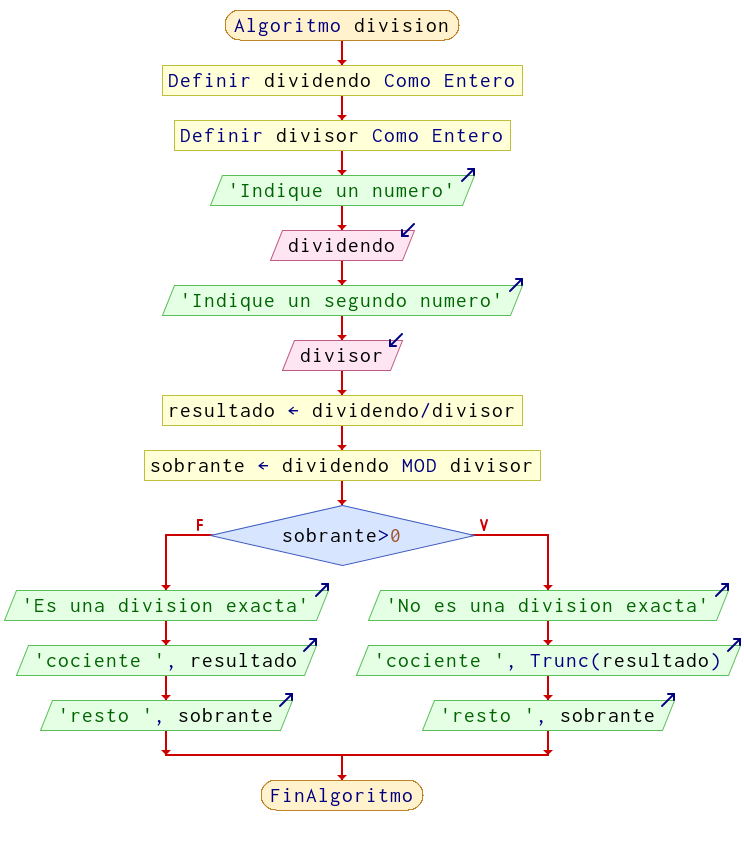 Algoritmo division
Definir dividendo Como Entero
Definir divisor Como Entero
'Indique un numero'
dividendo
'Indique un segundo numero'
divisor
resultado ← dividendo/divisor
sobrante ← dividendo MOD divisor
F
sobrante>0
V
'Es una division exacta'
'No es una division exacta'
'cociente ', resultado
'cociente ', Trunc(resultado)
'resto ', sobrante
'resto ', sobrante
FinAlgoritmo